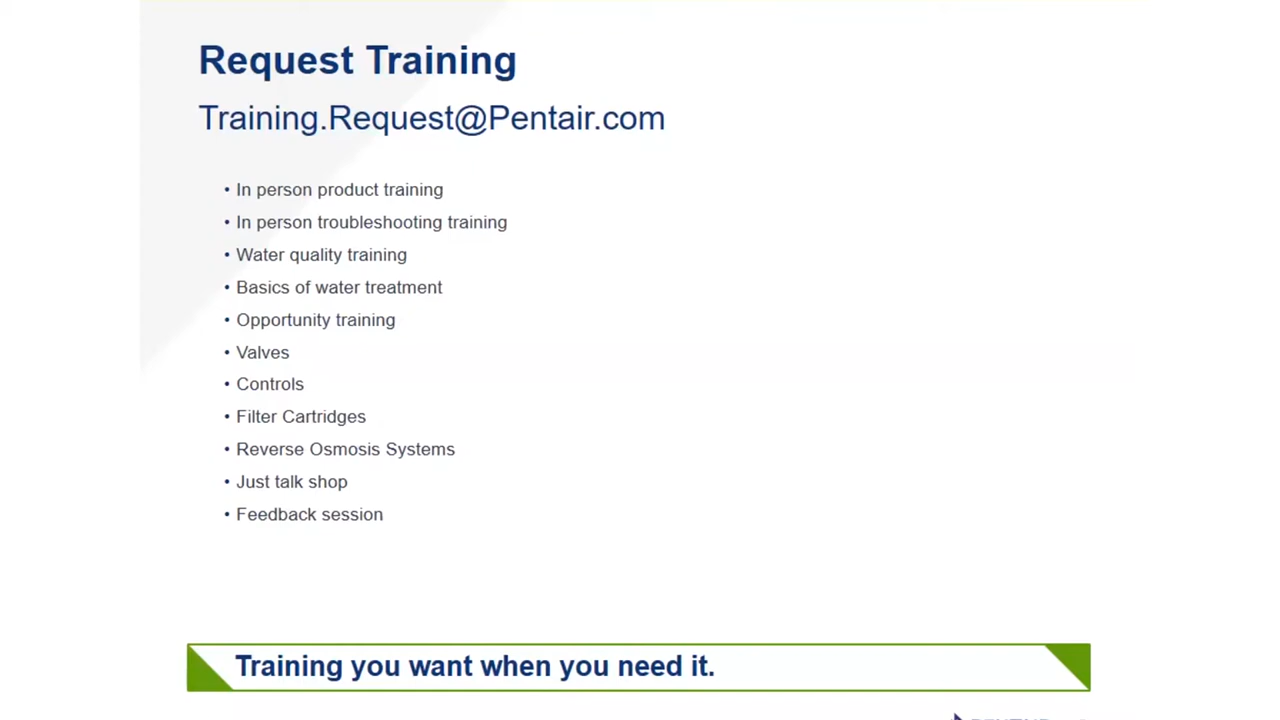 Request Training
Training.Request@Pentair.com
• In person product training
• In person troubleshooting training
• Water quality training
• Basics of water treatment
• Opportunity training
• Valves
• Controls
• Filter Cartridges
• Reverse Osmosis Systems
• Just talk shop
• Feedback session
Training you want when you need it.